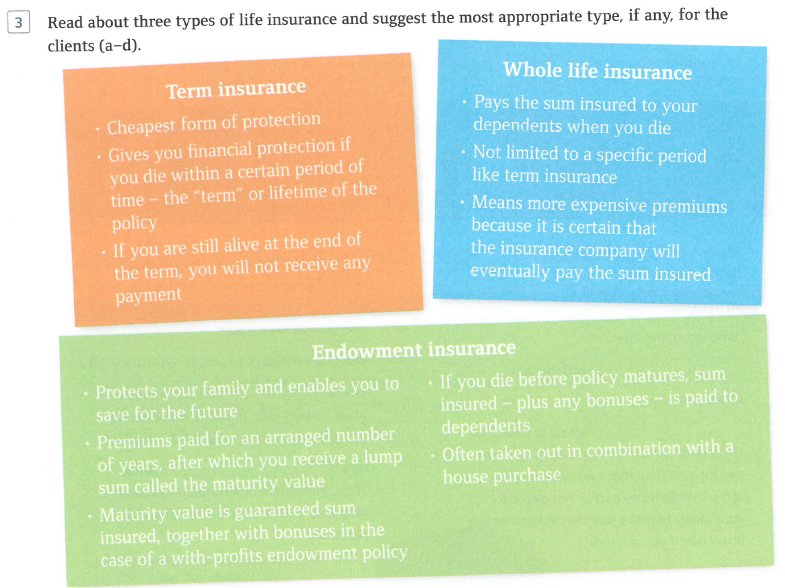 3
Read about three types of life insurance and suggest the most appropriate type, if any, for the
clients (a–d).
Term insurance
• Cheapest form of protection
• Gives you financial protection if
you die within a certain period of
time – the “term” or lifetime of the
policy
• If you are still alive at the end of
the term, you will not receive any
payment
Whole life insurance
• Pays the sum insured to your
dependents when you die
• Not limited to a specific period
like term insurance
• Means more expensive premiums
because it is certain that
the insurance company will
eventually pay the sum insured
Endowment insurance
• Protects your family and enables you to
save for the future
• Premiums paid for an arranged number
of years, after which you receive a lump
sum called the maturity value
• Maturity value is guaranteed sum
insured, together with bonuses in the
case of a with-profits endowment policy
• If you die before policy matures, sum
insured – plus any bonuses – is paid to
dependents
• Often taken out in combination with a
house purchase